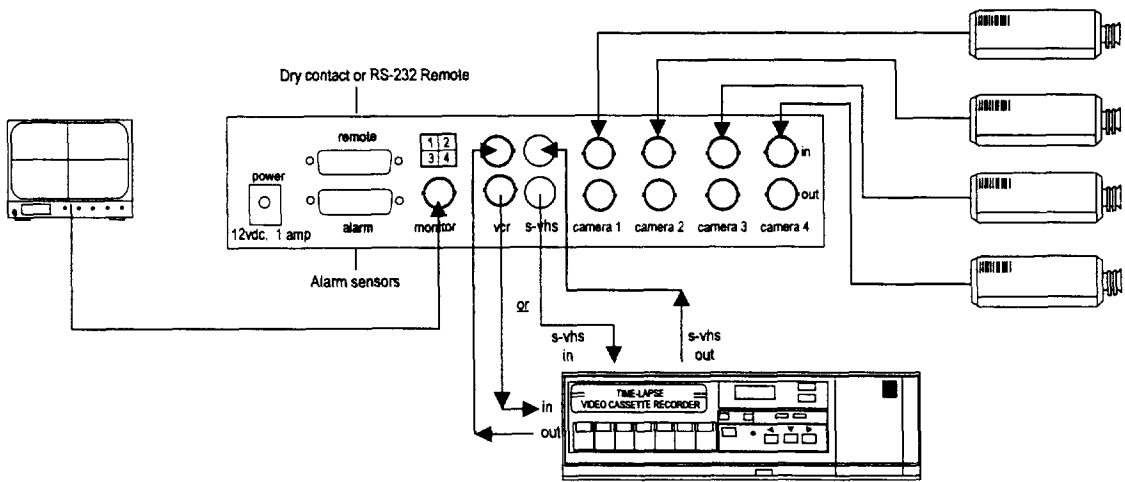 Dry contact or RS-232 Remote
remote
1 2
3 4
in
power
out
12vdc, 1 amp
alarm
monitor
vcr
s-vhs
camera 1
camera 2
camera 3
camera 4
Alarm sensors
or
s-vhs
in
s-vhs
out
in
out
TIME-LAPSE
VIDEO CASSETTE RECORDER